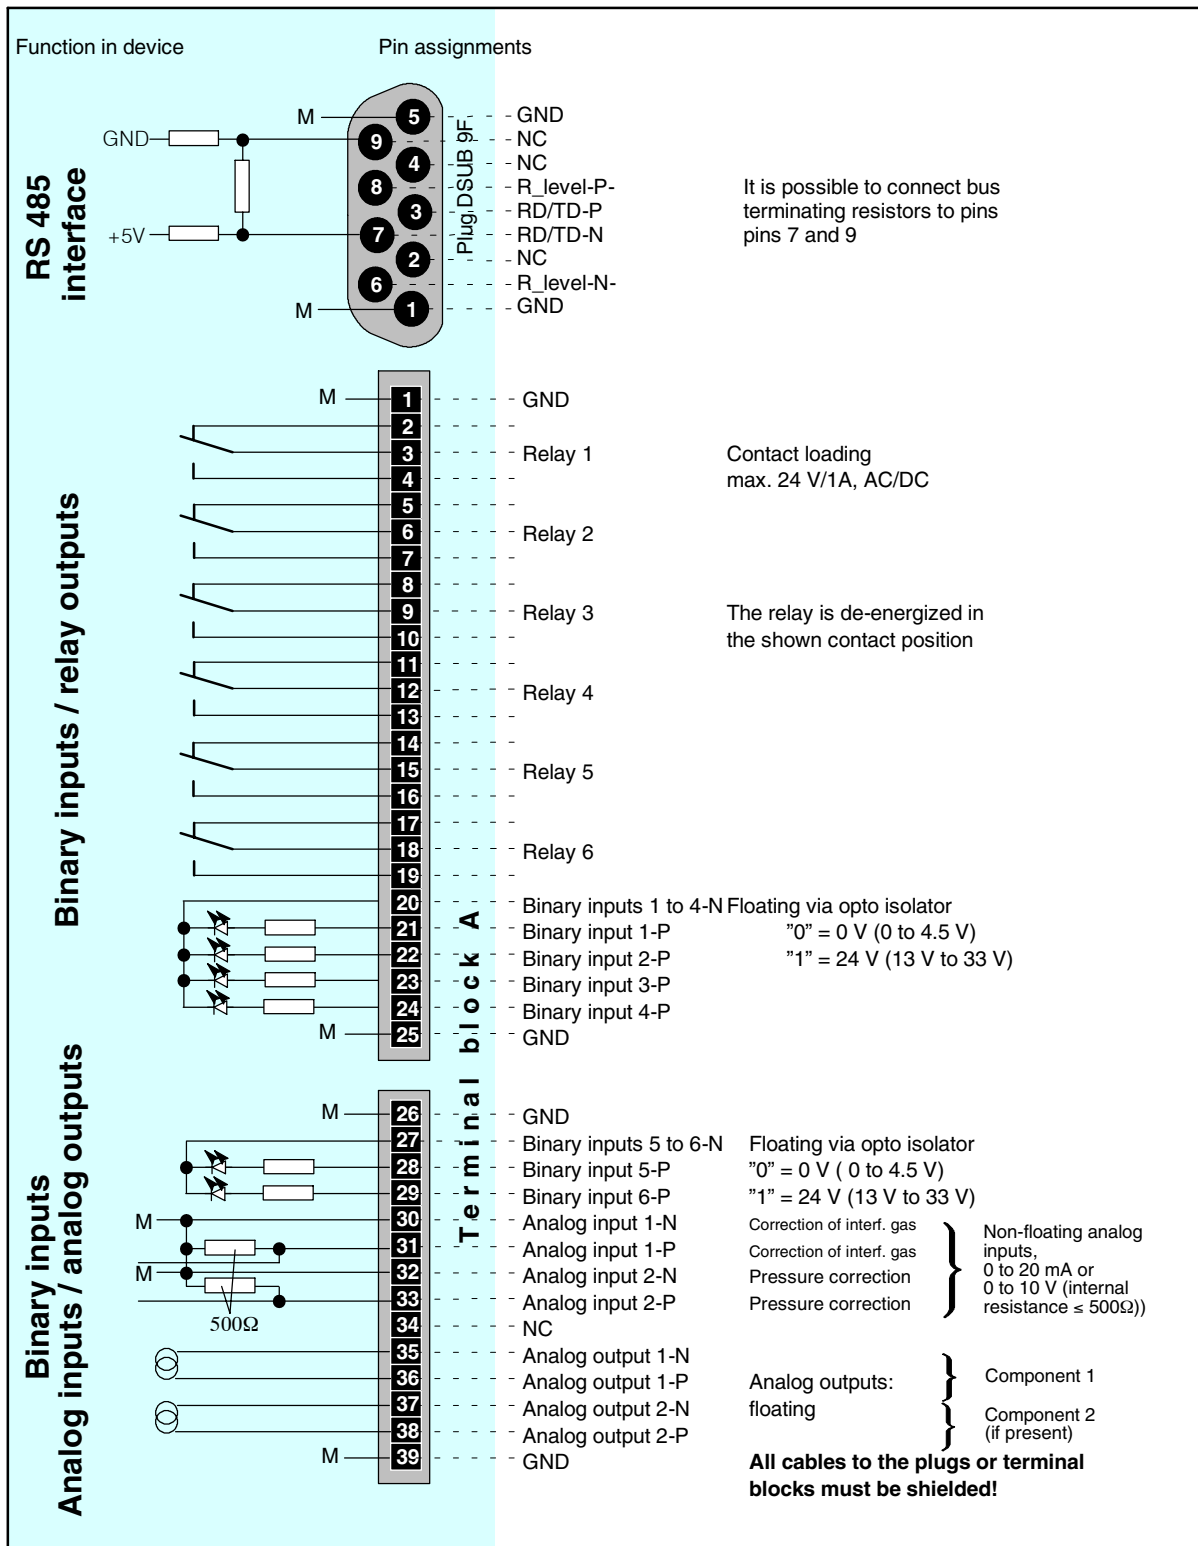 Function in device
Pin assignments
RS 485
interface
GND
+5V
M
M
5
9
4
8
3
7
2
6
1
Plug DSUB 9F
GND
NC
NC
R_level-P-
RD/TD-P
RD/TD-N
NC
R_level-N-
GND
It is possible to connect bus
terminating resistors to pins
pins 7 and 9
Binary inputs / relay outputs
M
1
2
3
4
5
6
7
8
9
10
11
12
13
14
15
16
17
18
19
20
21
22
23
24
25
M
GND
Relay 1
Relay 2
Relay 3
Relay 4
Relay 5
Relay 6
Binary inputs 1 to 4-N
Binary input 1-P
Binary input 2-P
Binary input 3-P
Binary input 4-P
GND
Contact loading
max. 24 V/1A, AC/DC
The relay is de-energized in
the shown contact position
Floating via opto isolator
”0” = 0 V (0 to 4.5 V)
”1” = 24 V (13 V to 33 V)
Terminal block A
Binary inputs
Analog inputs / analog outputs
M
M
M
500Ω
M
26
27
28
29
30
31
32
33
34
35
36
37
38
39
GND
Binary inputs 5 to 6-N
Binary input 5-P
Binary input 6-P
Analog input 1-N
Analog input 1-P
Analog input 2-N
Analog input 2-P
NC
Analog output 1-N
Analog output 1-P
Analog output 2-N
Analog output 2-P
GND
Floating via opto isolator
”0” = 0 V ( 0 to 4.5 V)
”1” = 24 V (13 V to 33 V)
Correction of interf. gas
Correction of interf. gas
Pressure correction
Pressure correction
Non-floating analog
inputs,
0 to 20 mA or
0 to 10 V (internal
resistance ≤ 500Ω))
Analog outputs:
floating
Component 1
Component 2
(if present)
All cables to the plugs or terminal
blocks must be shielded!